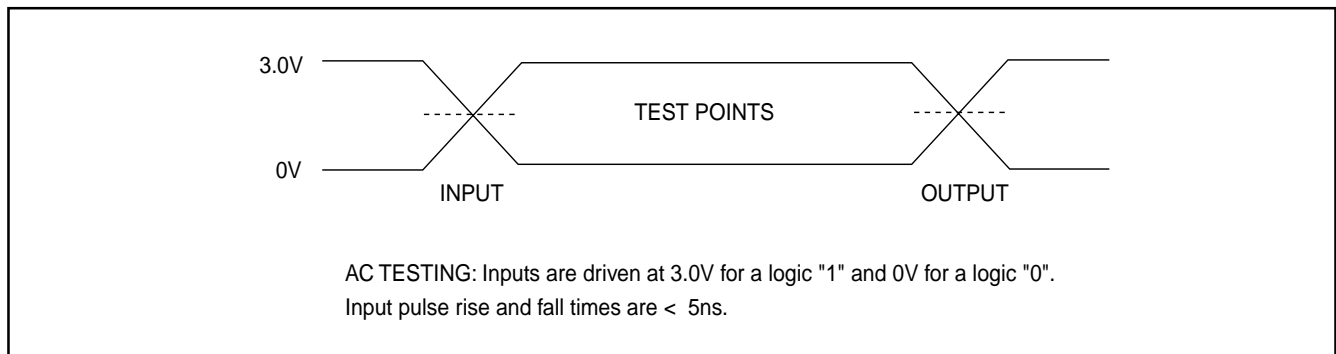 3.0V
TEST POINTS
0V
INPUT
OUTPUT
AC TESTING: Inputs are driven at 3.0V for a logic "1" and 0V for a logic "0".
Input pulse rise and fall times are < 5ns.